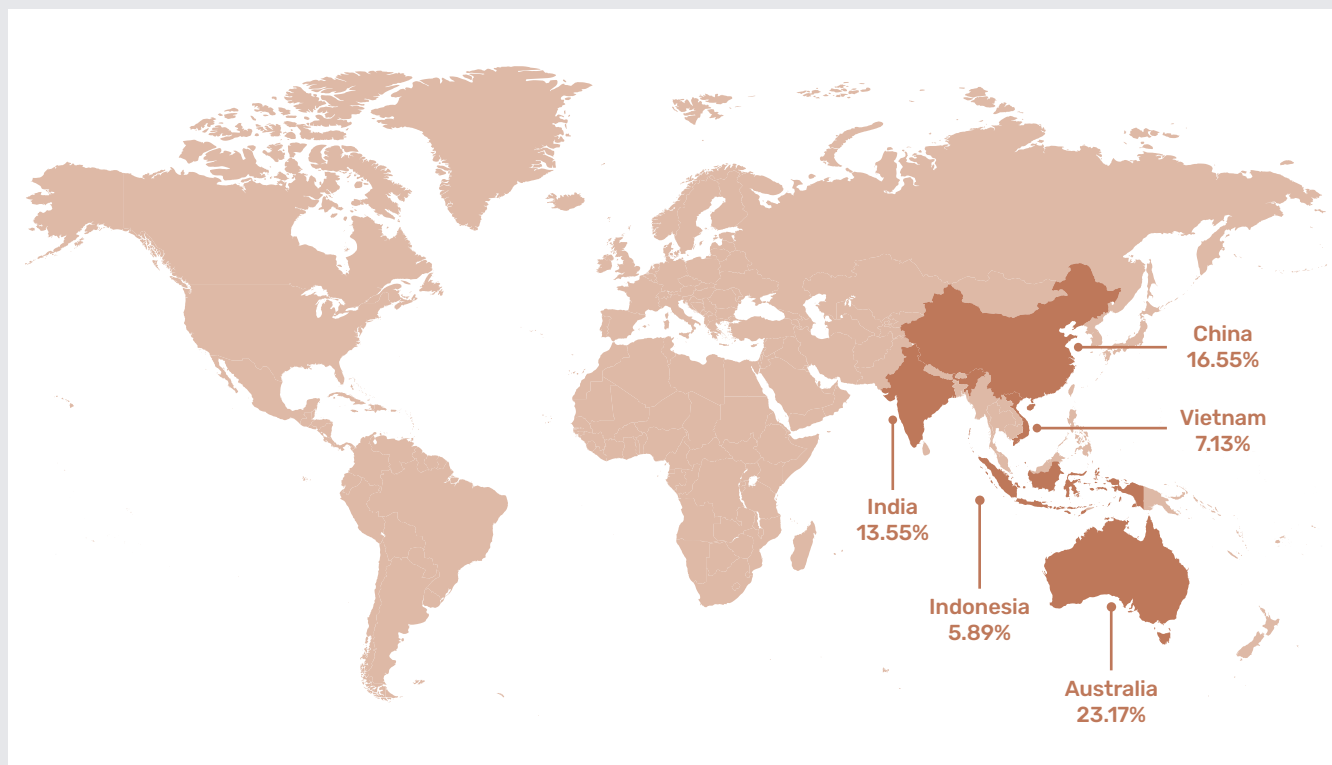 China
16.55%
Vietnam
7.13%
India
13.55%
Indonesia
5.89%
Australia
23.17%